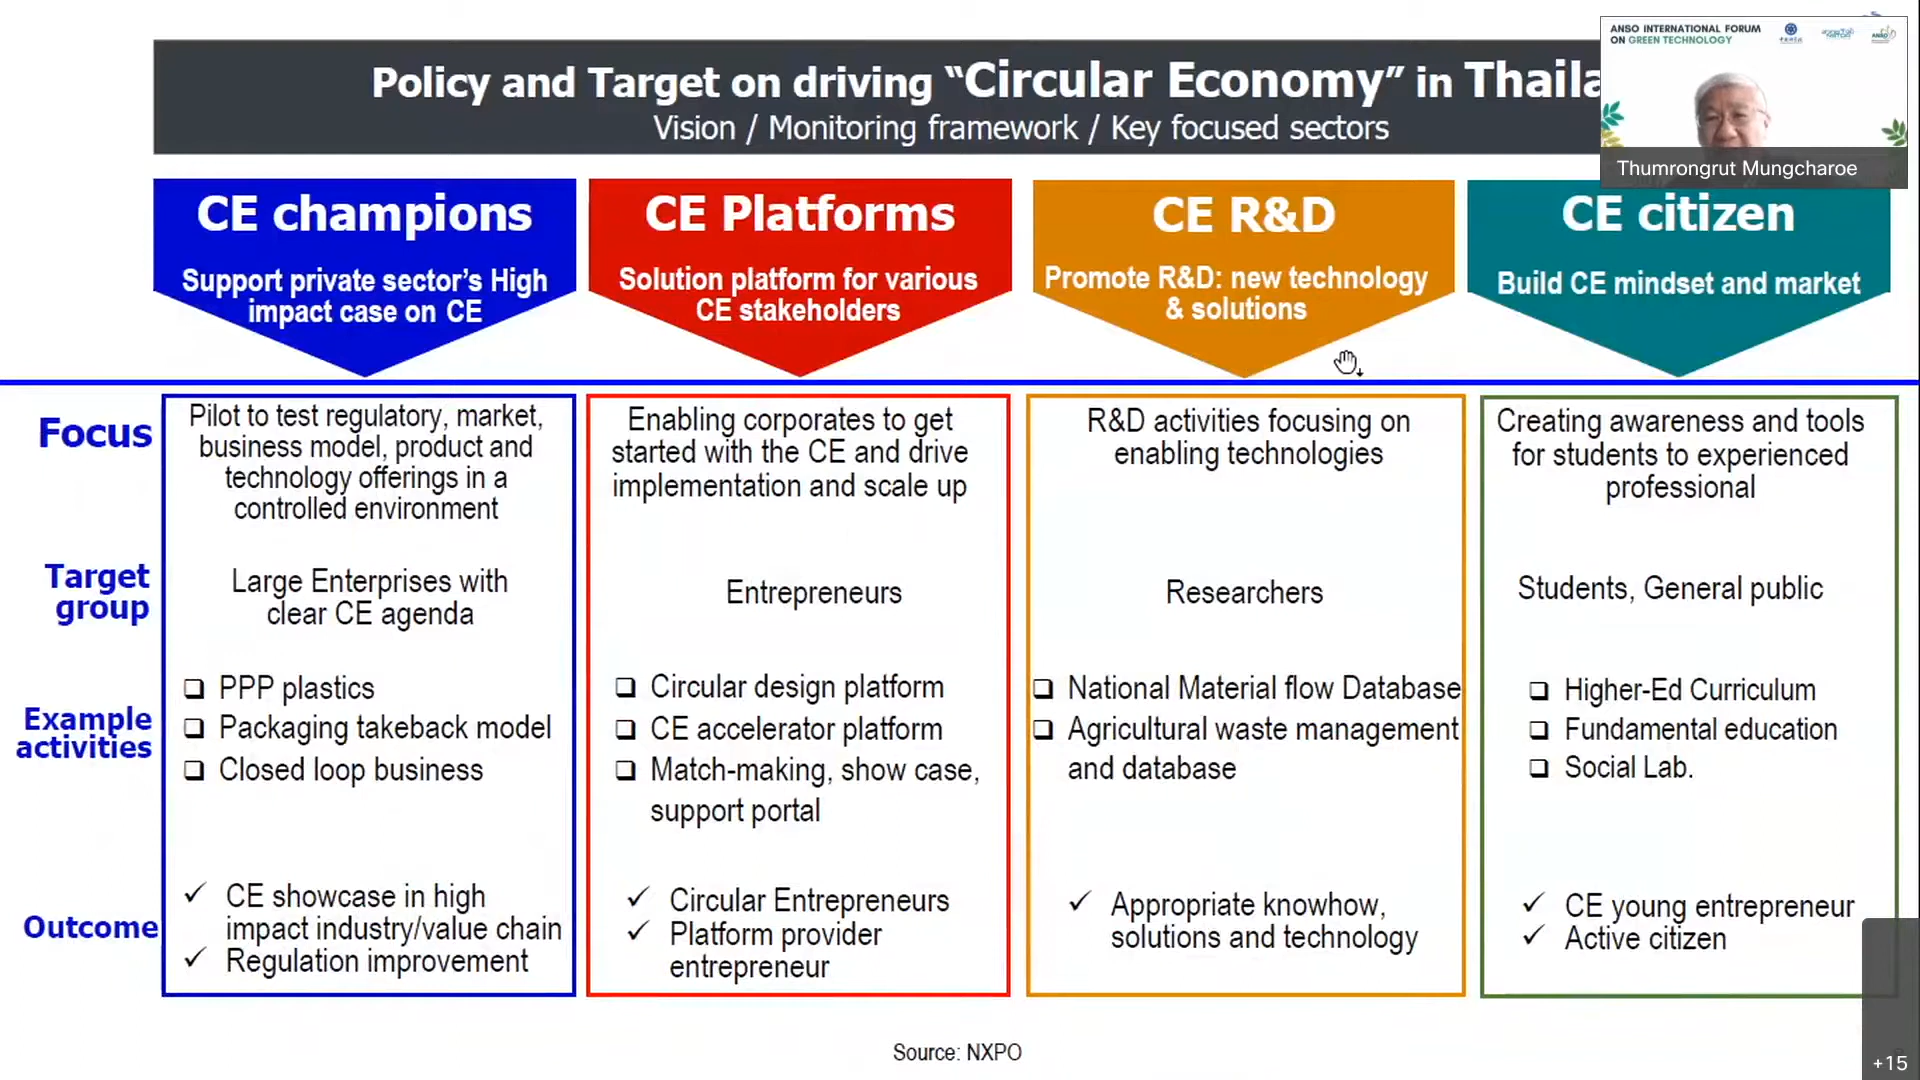 ANSO INTERNATIONAL FORUM
ON GREEN TECHNOLOGY
Thumrongrut Mungcharoe
Policy and Target on driving “Circular Economy” in Thaila
Vision / Monitoring framework / Key focused sectors
CE champions
Support private sector’s High
impact case on CE
CE Platforms
Solution platform for various
CE stakeholders
CE R&D
Promote R&D: new technology
& solutions
CE citizen
Build CE mindset and market
Focus
Pilot to test regulatory, market,
business model, product and
technology offerings in a
controlled environment
Enabling corporates to get
started with the CE and drive
implementation and scale up
R&D activities focusing on
enabling technologies
Creating awareness and tools
for students to experienced
professional
Target
group
Large Enterprises with
clear CE agenda
Entrepreneurs
Researchers
Students, General public
Example
activities
❑ PPP plastics
❑ Packaging takeback model
❑ Closed loop business
❑ Circular design platform
❑ CE accelerator platform
❑ Match-making, show case,
support portal
❑ National Material flow Database
❑ Agricultural waste management
and database
❑ Higher-Ed Curriculum
❑ Fundamental education
❑ Social Lab.
Outcome
✓ CE showcase in high
impact industry/value chain
✓ Regulation improvement
✓ Circular Entrepreneurs
✓ Platform provider
entrepreneur
✓ Appropriate knowhow,
solutions and technology
✓ CE young entrepreneur
✓ Active citizen
Source: NXPO
+15